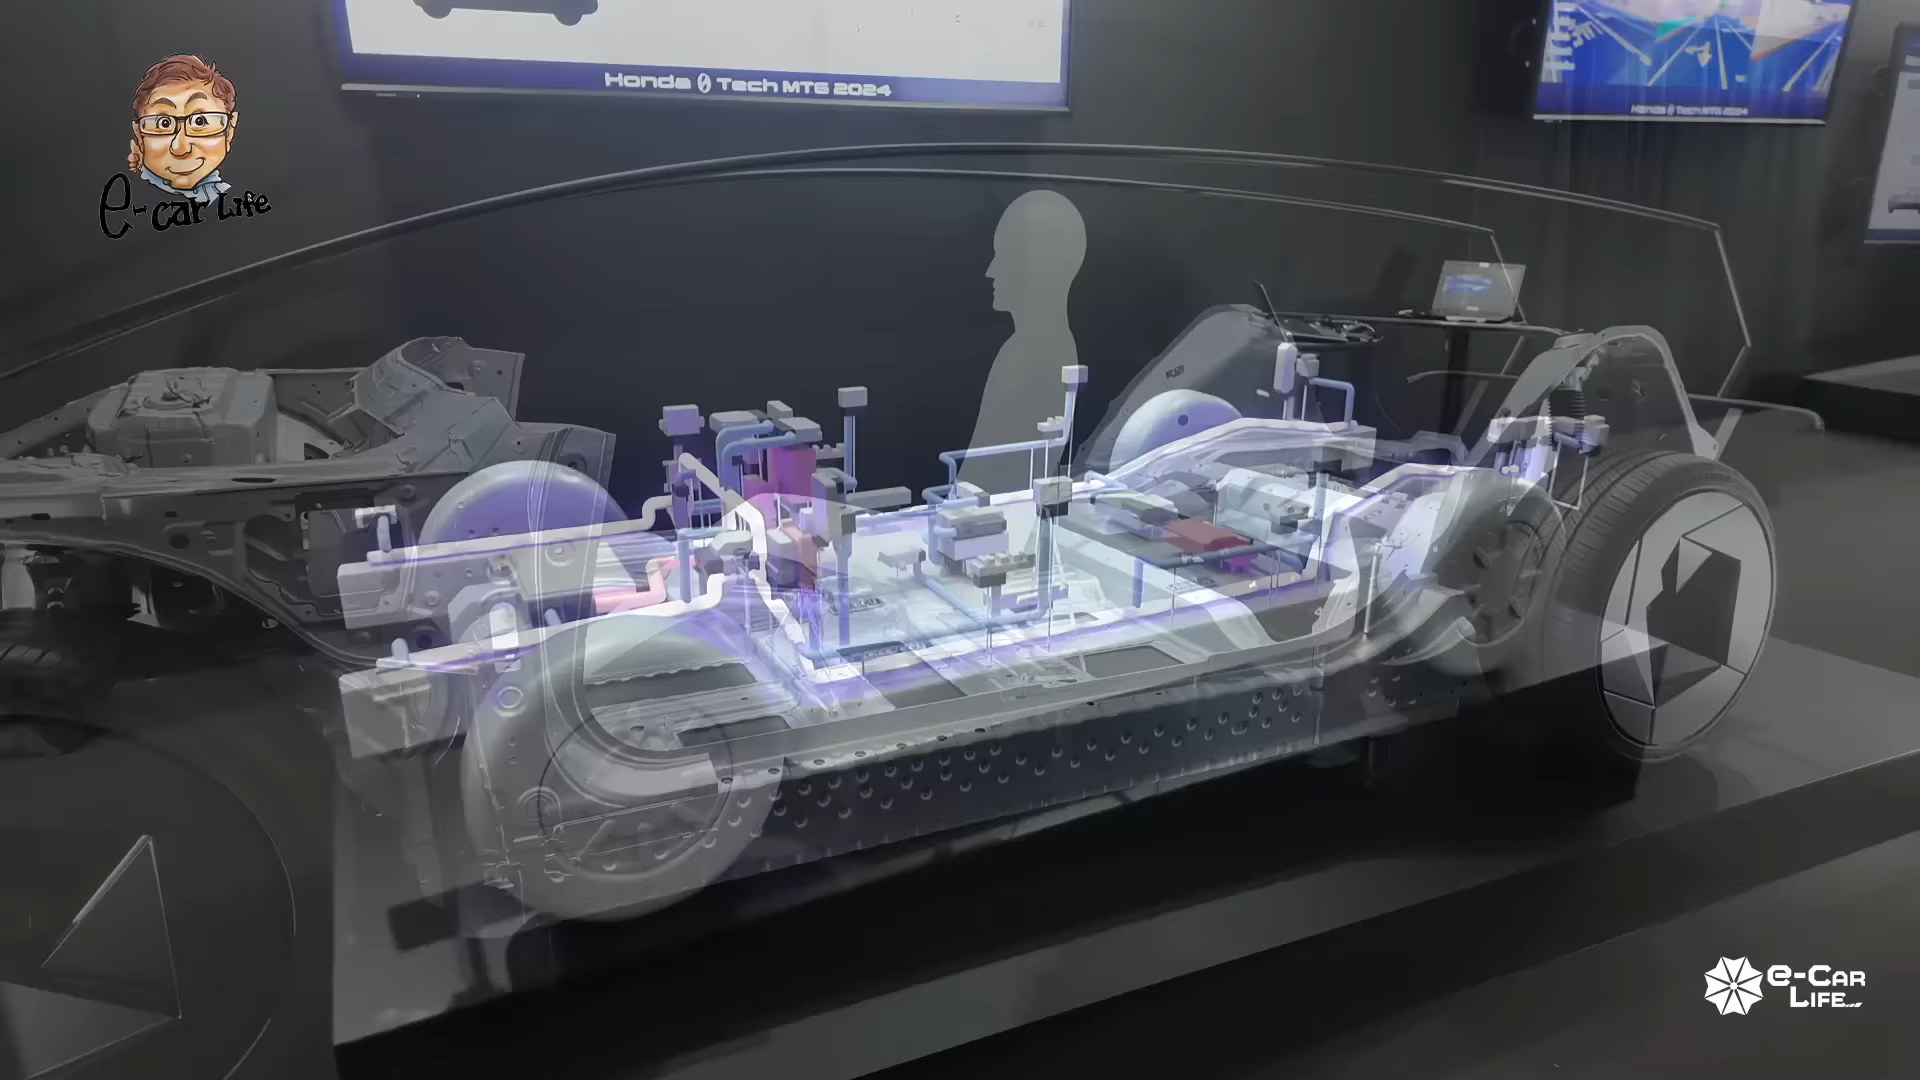 Honda 0 Tech MTG 2024
Honda 0 Tech MTG 2024
e-car Life
e-Car
Life...